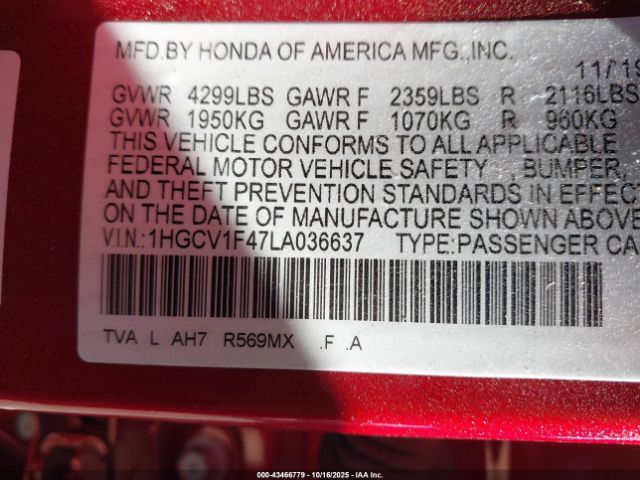 MFD.BY HONDA OF AMERICA MFG.,INC. 11/19
GVWR 4299LBS GAWR F 2359LBS R 2116LBS
GVWR 1950KG GAWR F 1070KG R 960KG
THIS VEHICLE CONFORMS TO ALL APPLICABLE
FEDERAL MOTOR VEHICLE SAFETY , BUMPER,
AND THEFT PREVENTION STANDARDS IN EFFEC
ON THE DATE OF MANUFACTURE SHOWN ABOVE
V.I.N.:1HGCV1F47LA036637 TYPE:PASSENGER CA
TVA L AH7 R569MX .F .A
000-43466779 | 10/16/2025 | IAA Inc.